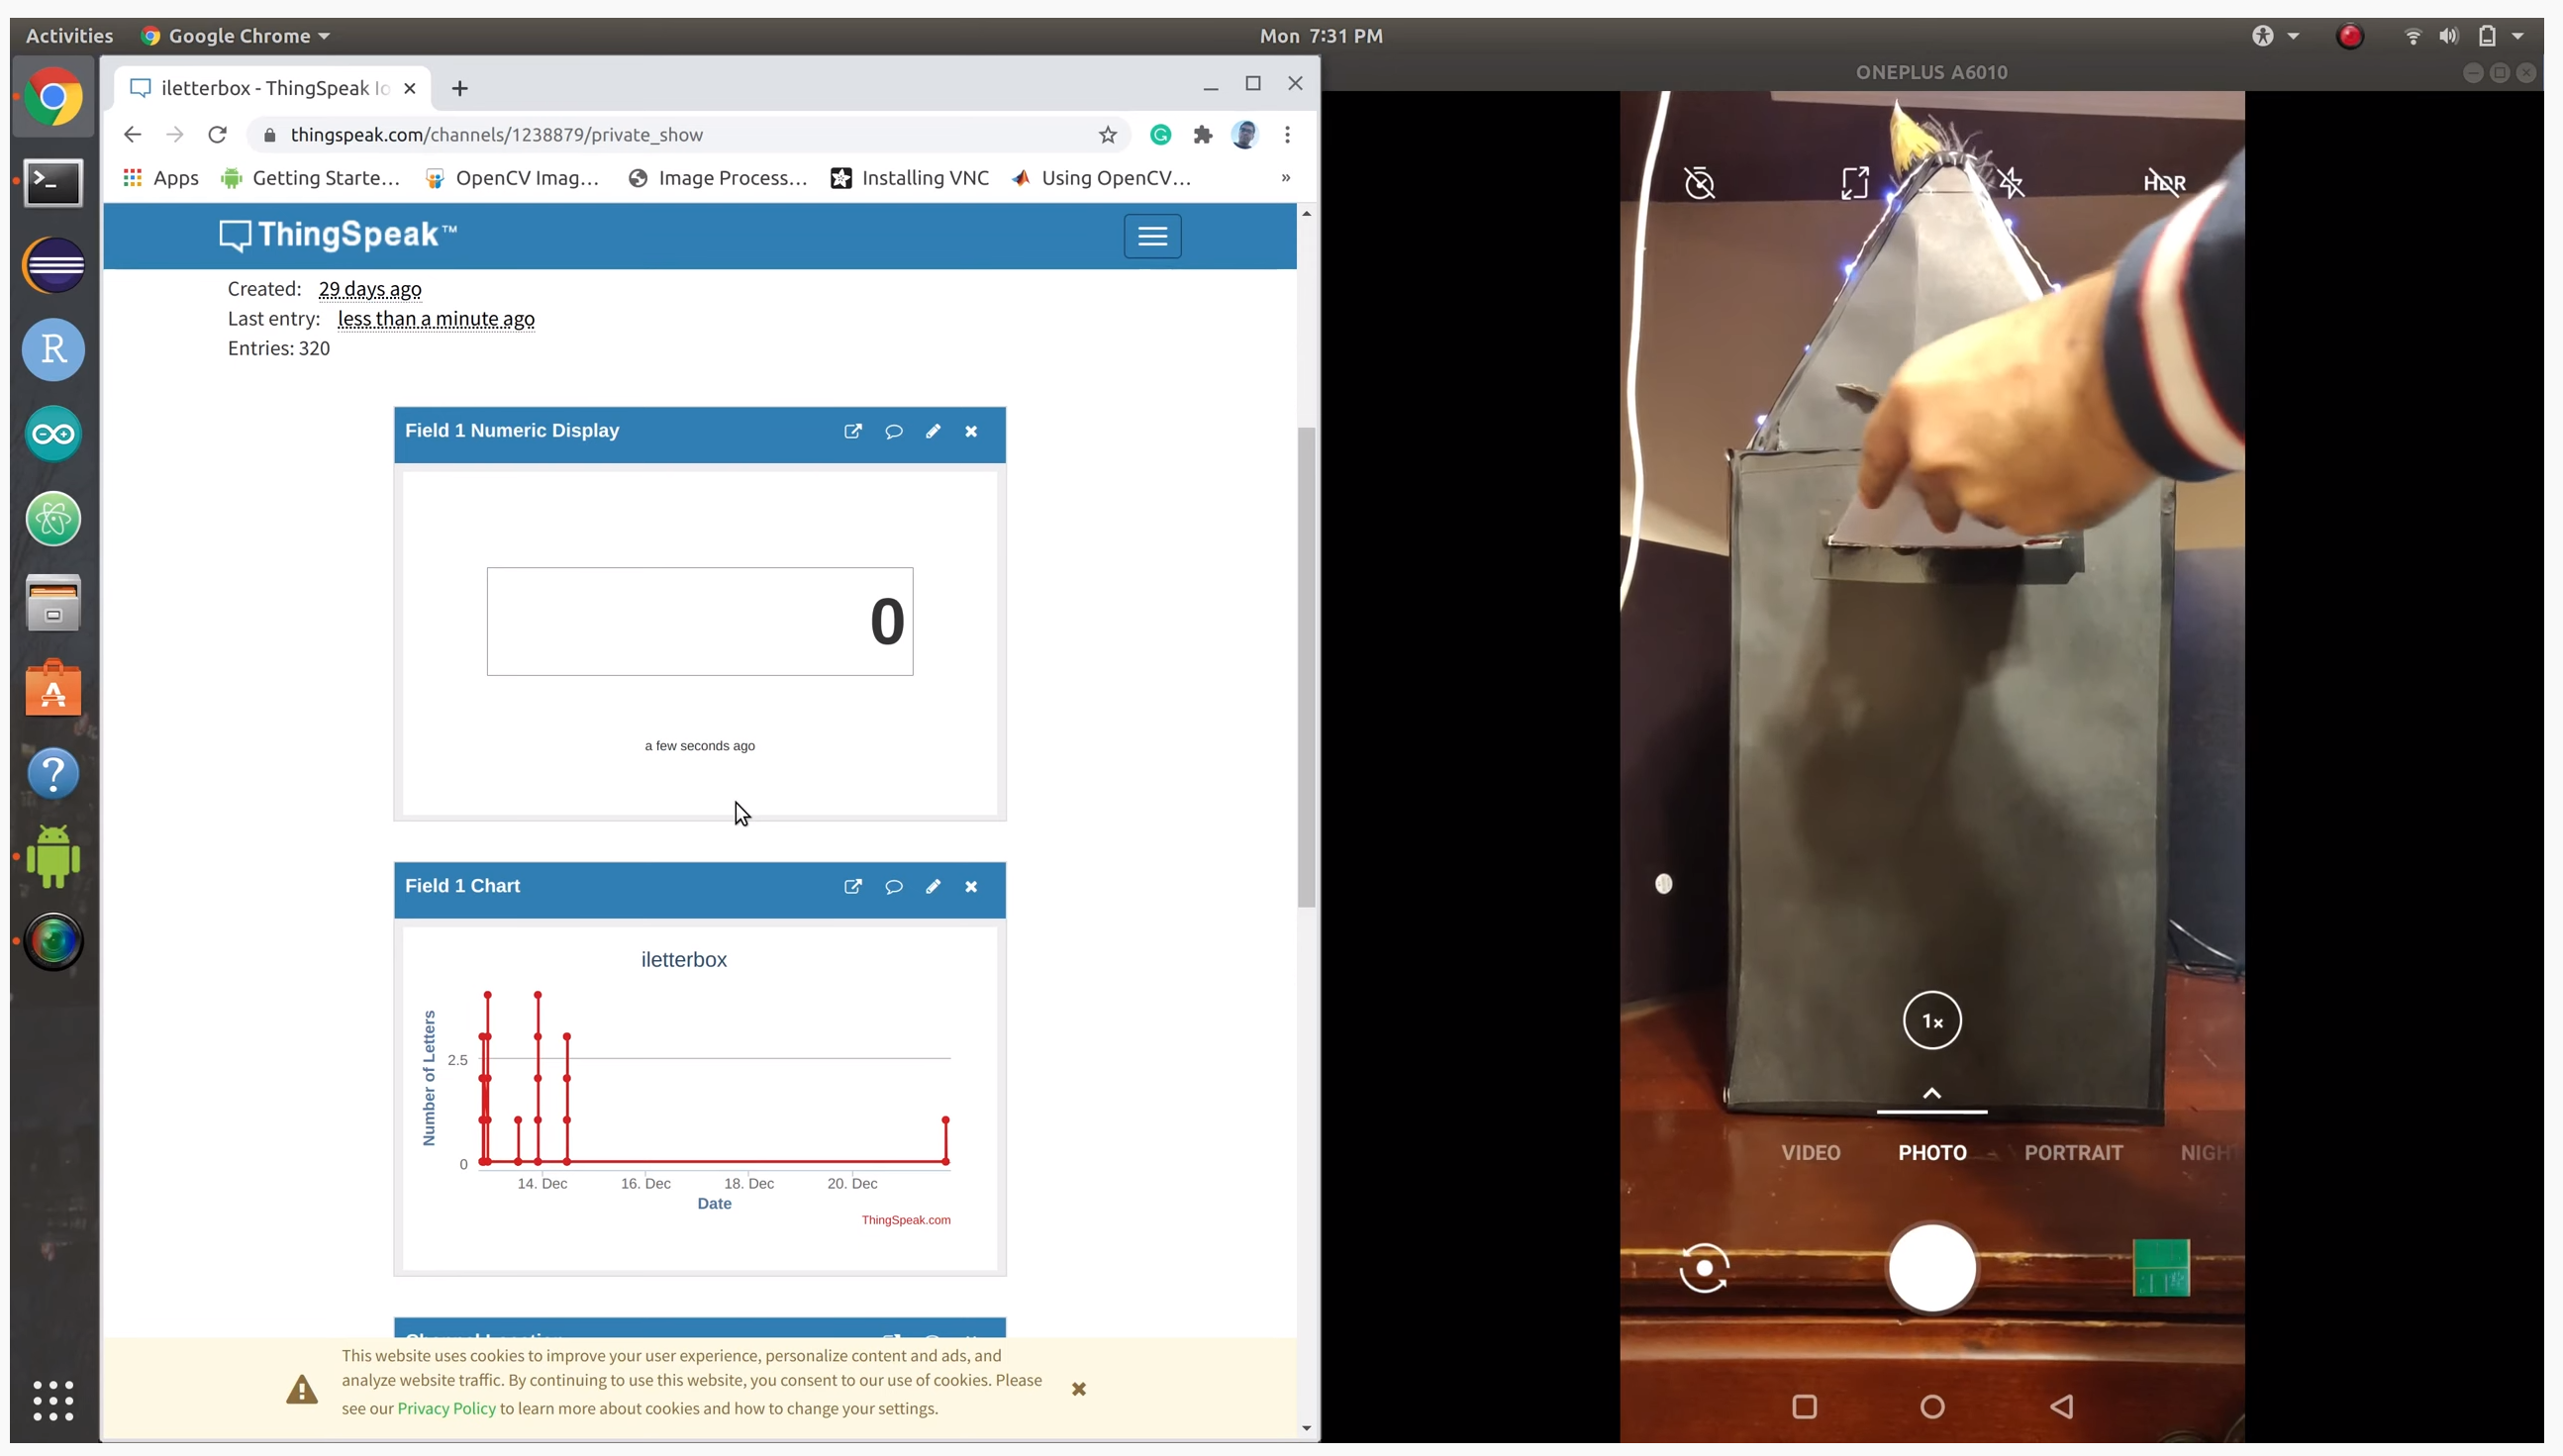 Activities Google Chrome Mon 7:31 PM
ONEPLUS A6010
iletterbox - ThingSpeak Io
thingspeak.com/channels/1238879/private_show
Apps Getting Starte... OpenCV Imag... Image Process... Installing VNC Using OpenCV... »
ThingSpeak™
Created: 29 days ago
Last entry: less than a minute ago
Entries: 320
Field 1 Numeric Display
0
a few seconds ago
Field 1 Chart
iletterbox
Number of Letters
2.5
0
14. Dec 16. Dec 18. Dec 20. Dec
Date
ThingSpeak.com
Channel Location
This website uses cookies to improve your user experience, personalize content and ads, and
analyze website traffic. By continuing to use this website, you consent to our use of cookies. Please
see our Privacy Policy to learn more about cookies and how to change your settings.
HDR
1×
VIDEO PHOTO PORTRAIT NIGH
R